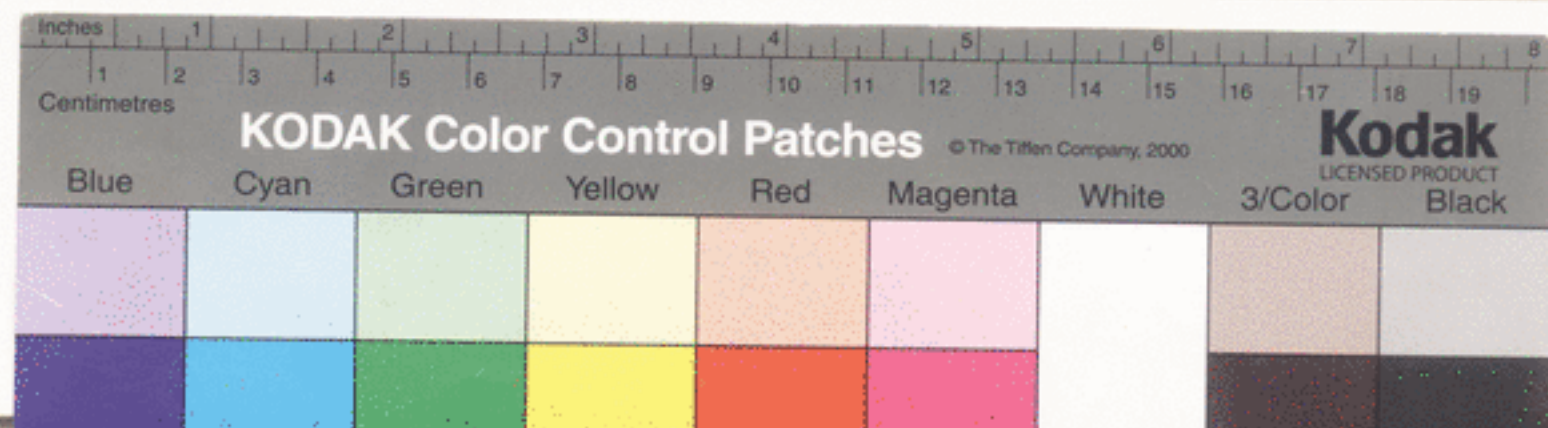 Inches 1 2 3 4 5 6 7 8
1 2 3 4 5 6 7 8 9 10 11 12 13 14 15 16 17 18 19
Centimetres
KODAK Color Control Patches © The Tiffen Company, 2000 Kodak
LICENSED PRODUCT
Blue Cyan Green Yellow Red Magenta White 3/Color Black